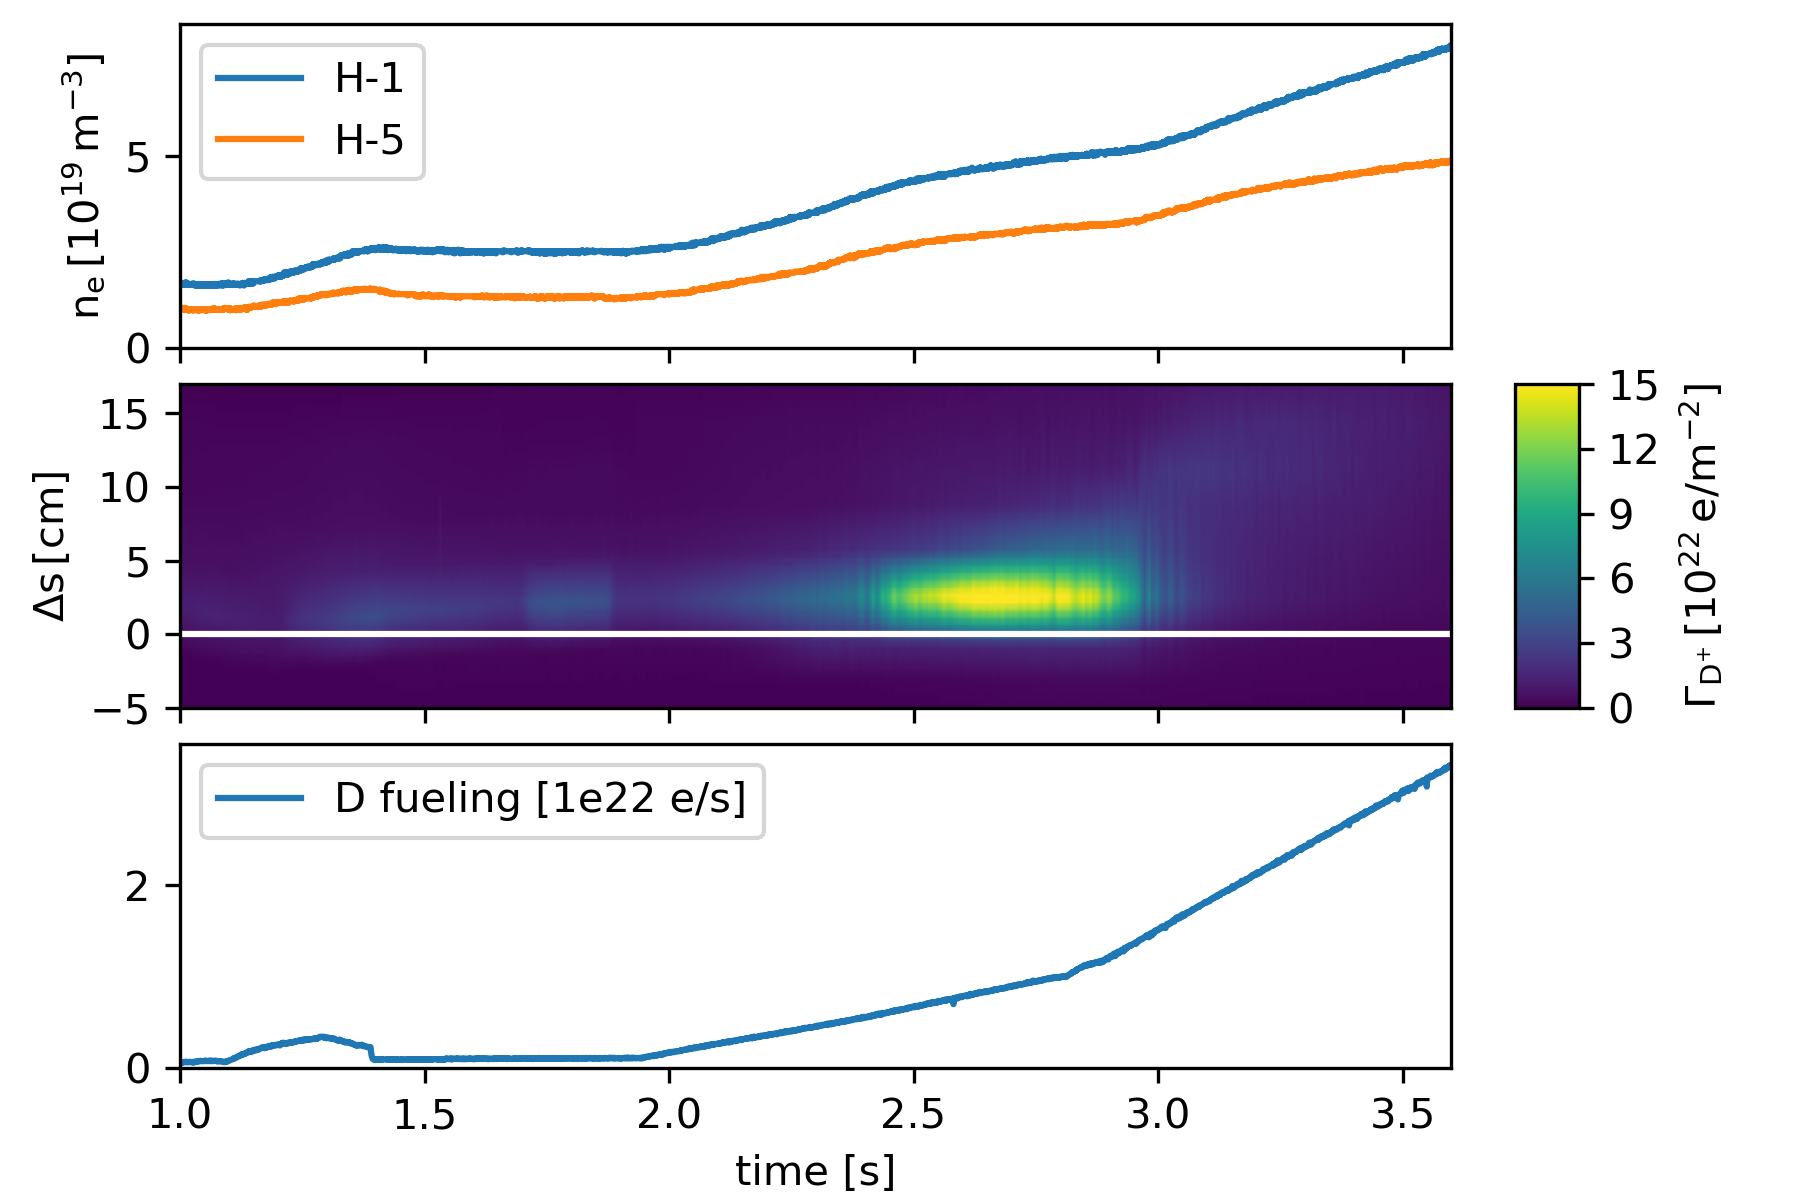 H-1
H-5
nₑ [10¹⁹ m⁻³]
5
0
Δs [cm]
15
10
5
0
−5
15
12
9
6
3
0
Γ_D⁺ [10²² e/m⁻²]
D fueling [1e22 e/s]
2
0
1.0 1.5 2.0 2.5 3.0 3.5
time [s]